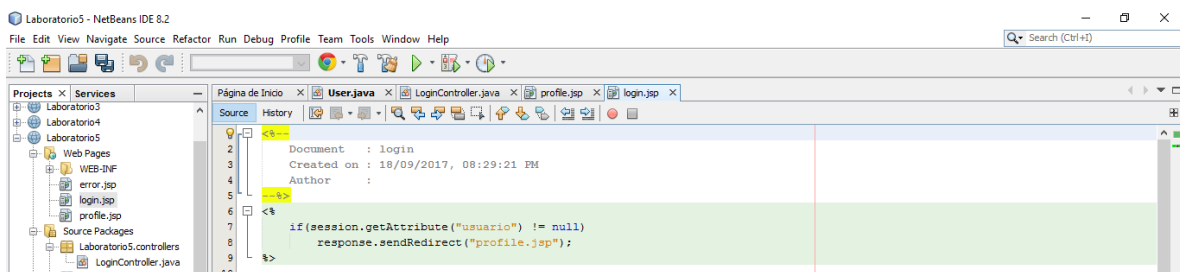 Laboratorio5 - NetBeans IDE 8.2
File Edit View Navigate Source Refactor Run Debug Profile Team Tools Window Help
Search (Ctrl+I)
Projects Services
Página de Inicio User.java LoginController.java profile.jsp login.jsp
Source History
Laboratorio3
Laboratorio4
Laboratorio5
Web Pages
WEB-INF
error.jsp
login.jsp
profile.jsp
Source Packages
Laboratorio5.controllers
LoginController.java
<%--
2 Document : login
3 Created on : 18/09/2017, 08:29:21 PM
4 Author :
5 --%>
6 <%
7 if(session.getAttribute("usuario") != null)
8 response.sendRedirect("profile.jsp");
9 %>